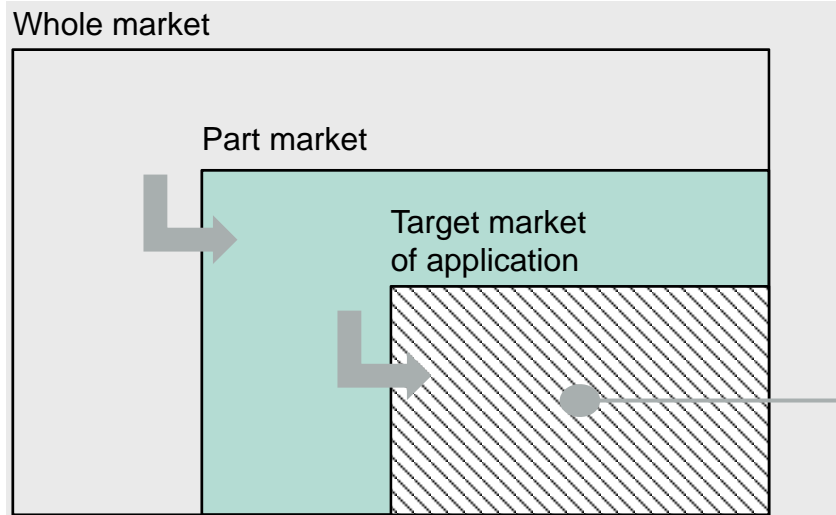 Whole market
Part market
Target market
of application